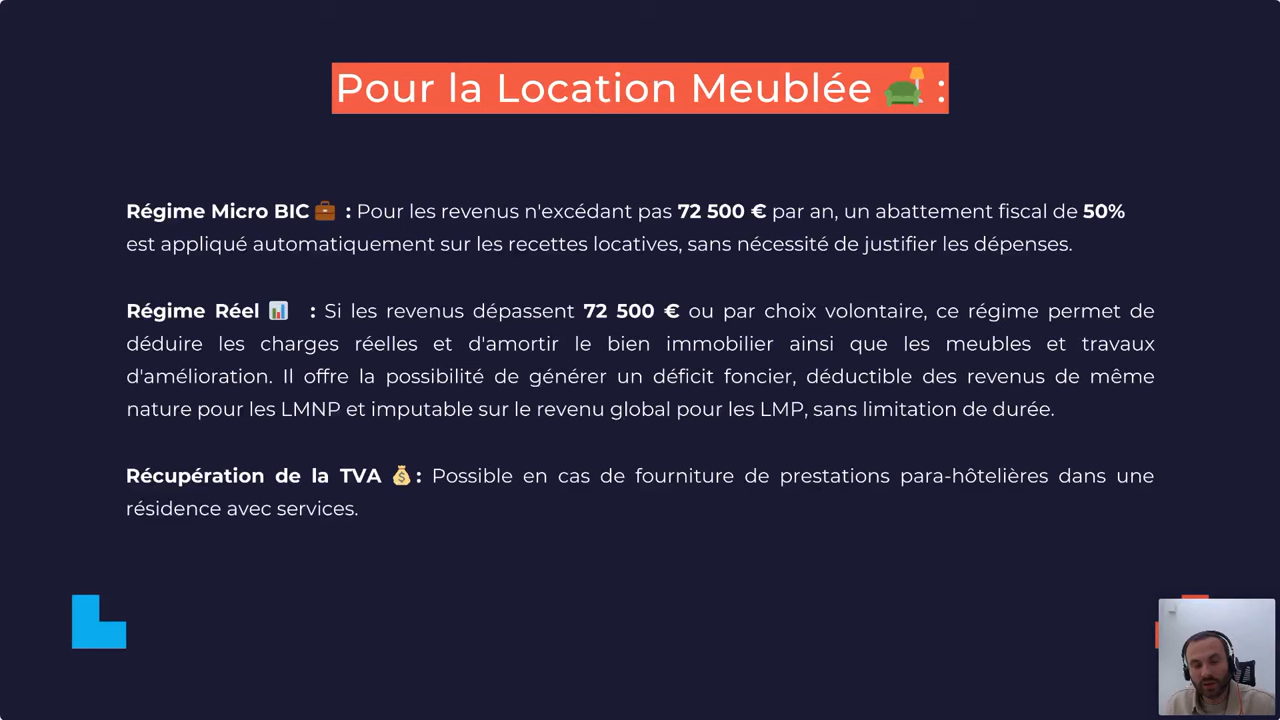 Pour la Location Meublée 🛋️ :
Régime Micro BIC 💼 : Pour les revenus n'excédant pas 72 500 € par an, un abattement fiscal de 50%
est appliqué automatiquement sur les recettes locatives, sans nécessité de justifier les dépenses.
Régime Réel 📊 : Si les revenus dépassent 72 500 € ou par choix volontaire, ce régime permet de
déduire les charges réelles et d'amortir le bien immobilier ainsi que les meubles et travaux
d'amélioration. Il offre la possibilité de générer un déficit foncier, déductible des revenus de même
nature pour les LMNP et imputable sur le revenu global pour les LMP, sans limitation de durée.
Récupération de la TVA 💰 : Possible en cas de fourniture de prestations para-hôtelières dans une
résidence avec services.